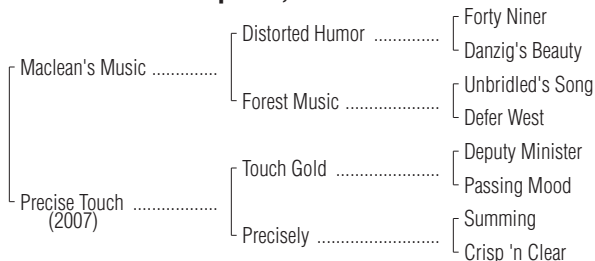 Forty Niner
Distorted Humor ..............
Danzig's Beauty
Maclean's Music ..............
Unbridled's Song
Forest Music ....................
Defer West
Deputy Minister
Touch Gold ......................
Passing Mood
Precise Touch ..................
(2007)
Summing
Precisely ..........................
Crisp 'n Clear